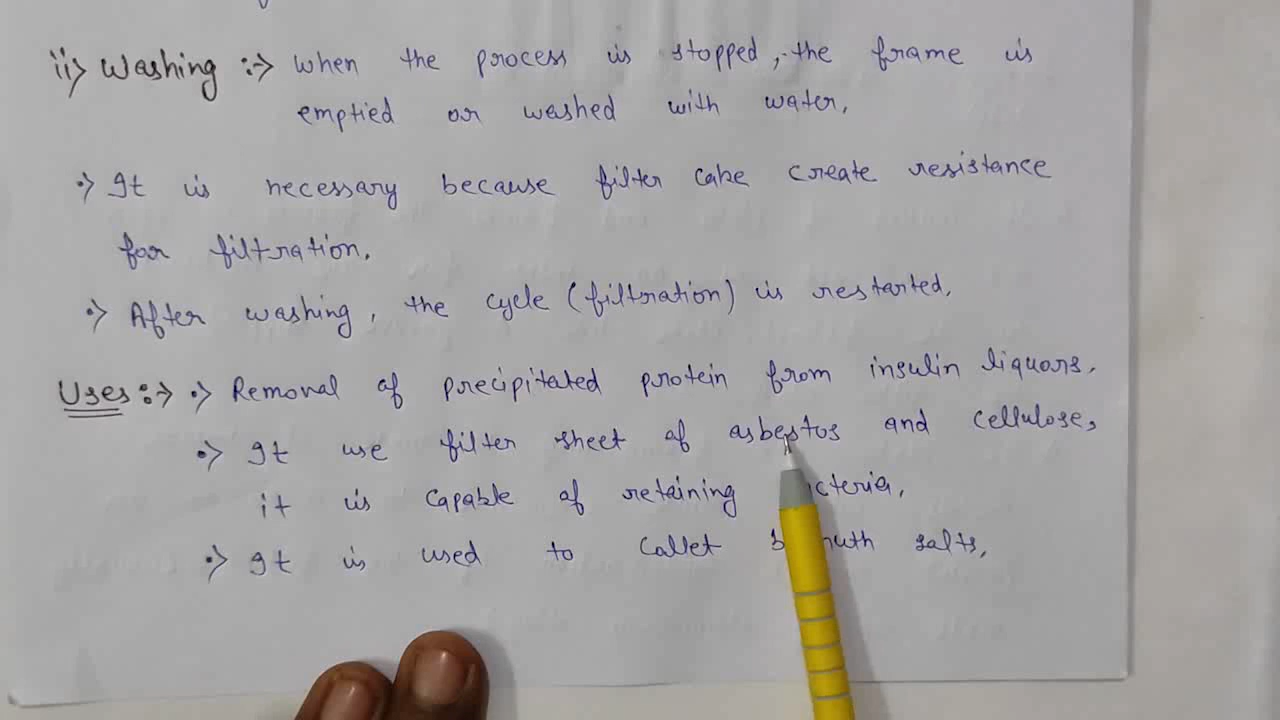 ii) Washing :→ When the process is stopped, the frame is
emptied or washed with water.
•) It is necessary because filter cake create resistance
for filtration.
•) After washing, the cycle (filtration) is restarted.
Uses :→ •) Removal of precipitated protein from insulin liquors.
•) It use filter sheet of asbestos and cellulose,
it is capable of retaining
•) It is used to callet salts.